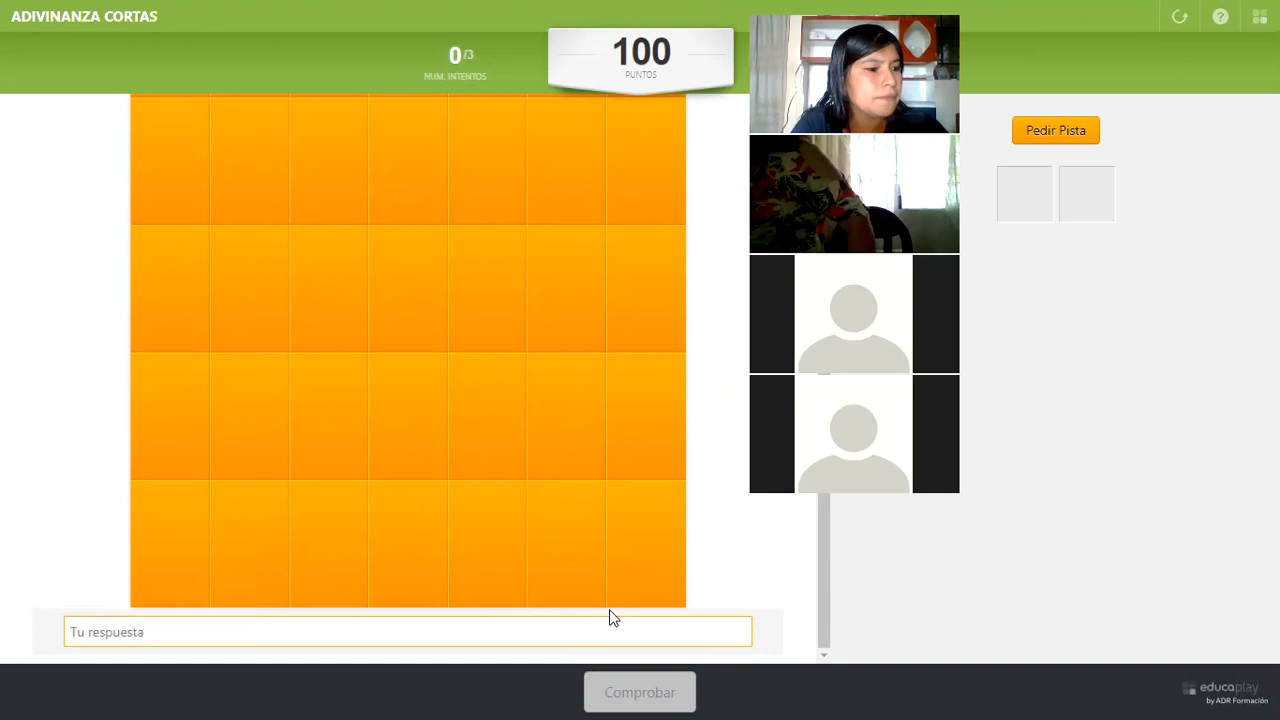 ADIVINANZA CORTAS
0/3
NUM. INTENTOS
100
PUNTOS
Pedir Pista
Tu respuesta
Comprobar
educaplay
by ADR Formación